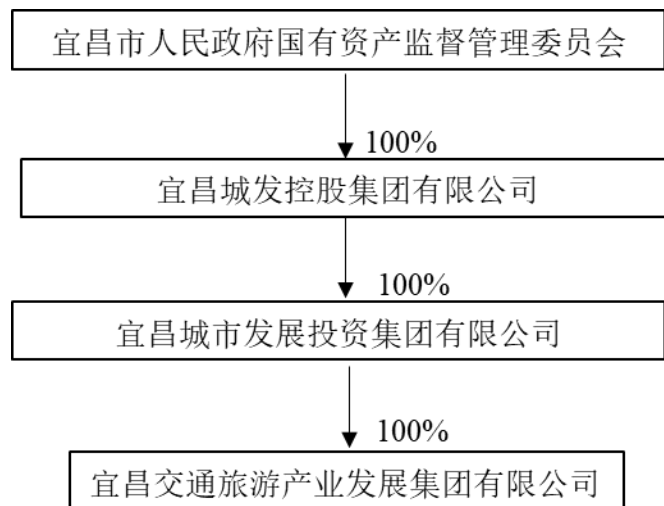 宜昌市人民政府国有资产监督管理委员会
100%
宜昌城发控股集团有限公司
100%
宜昌城市发展投资集团有限公司
100%
宜昌交通旅游产业发展集团有限公司